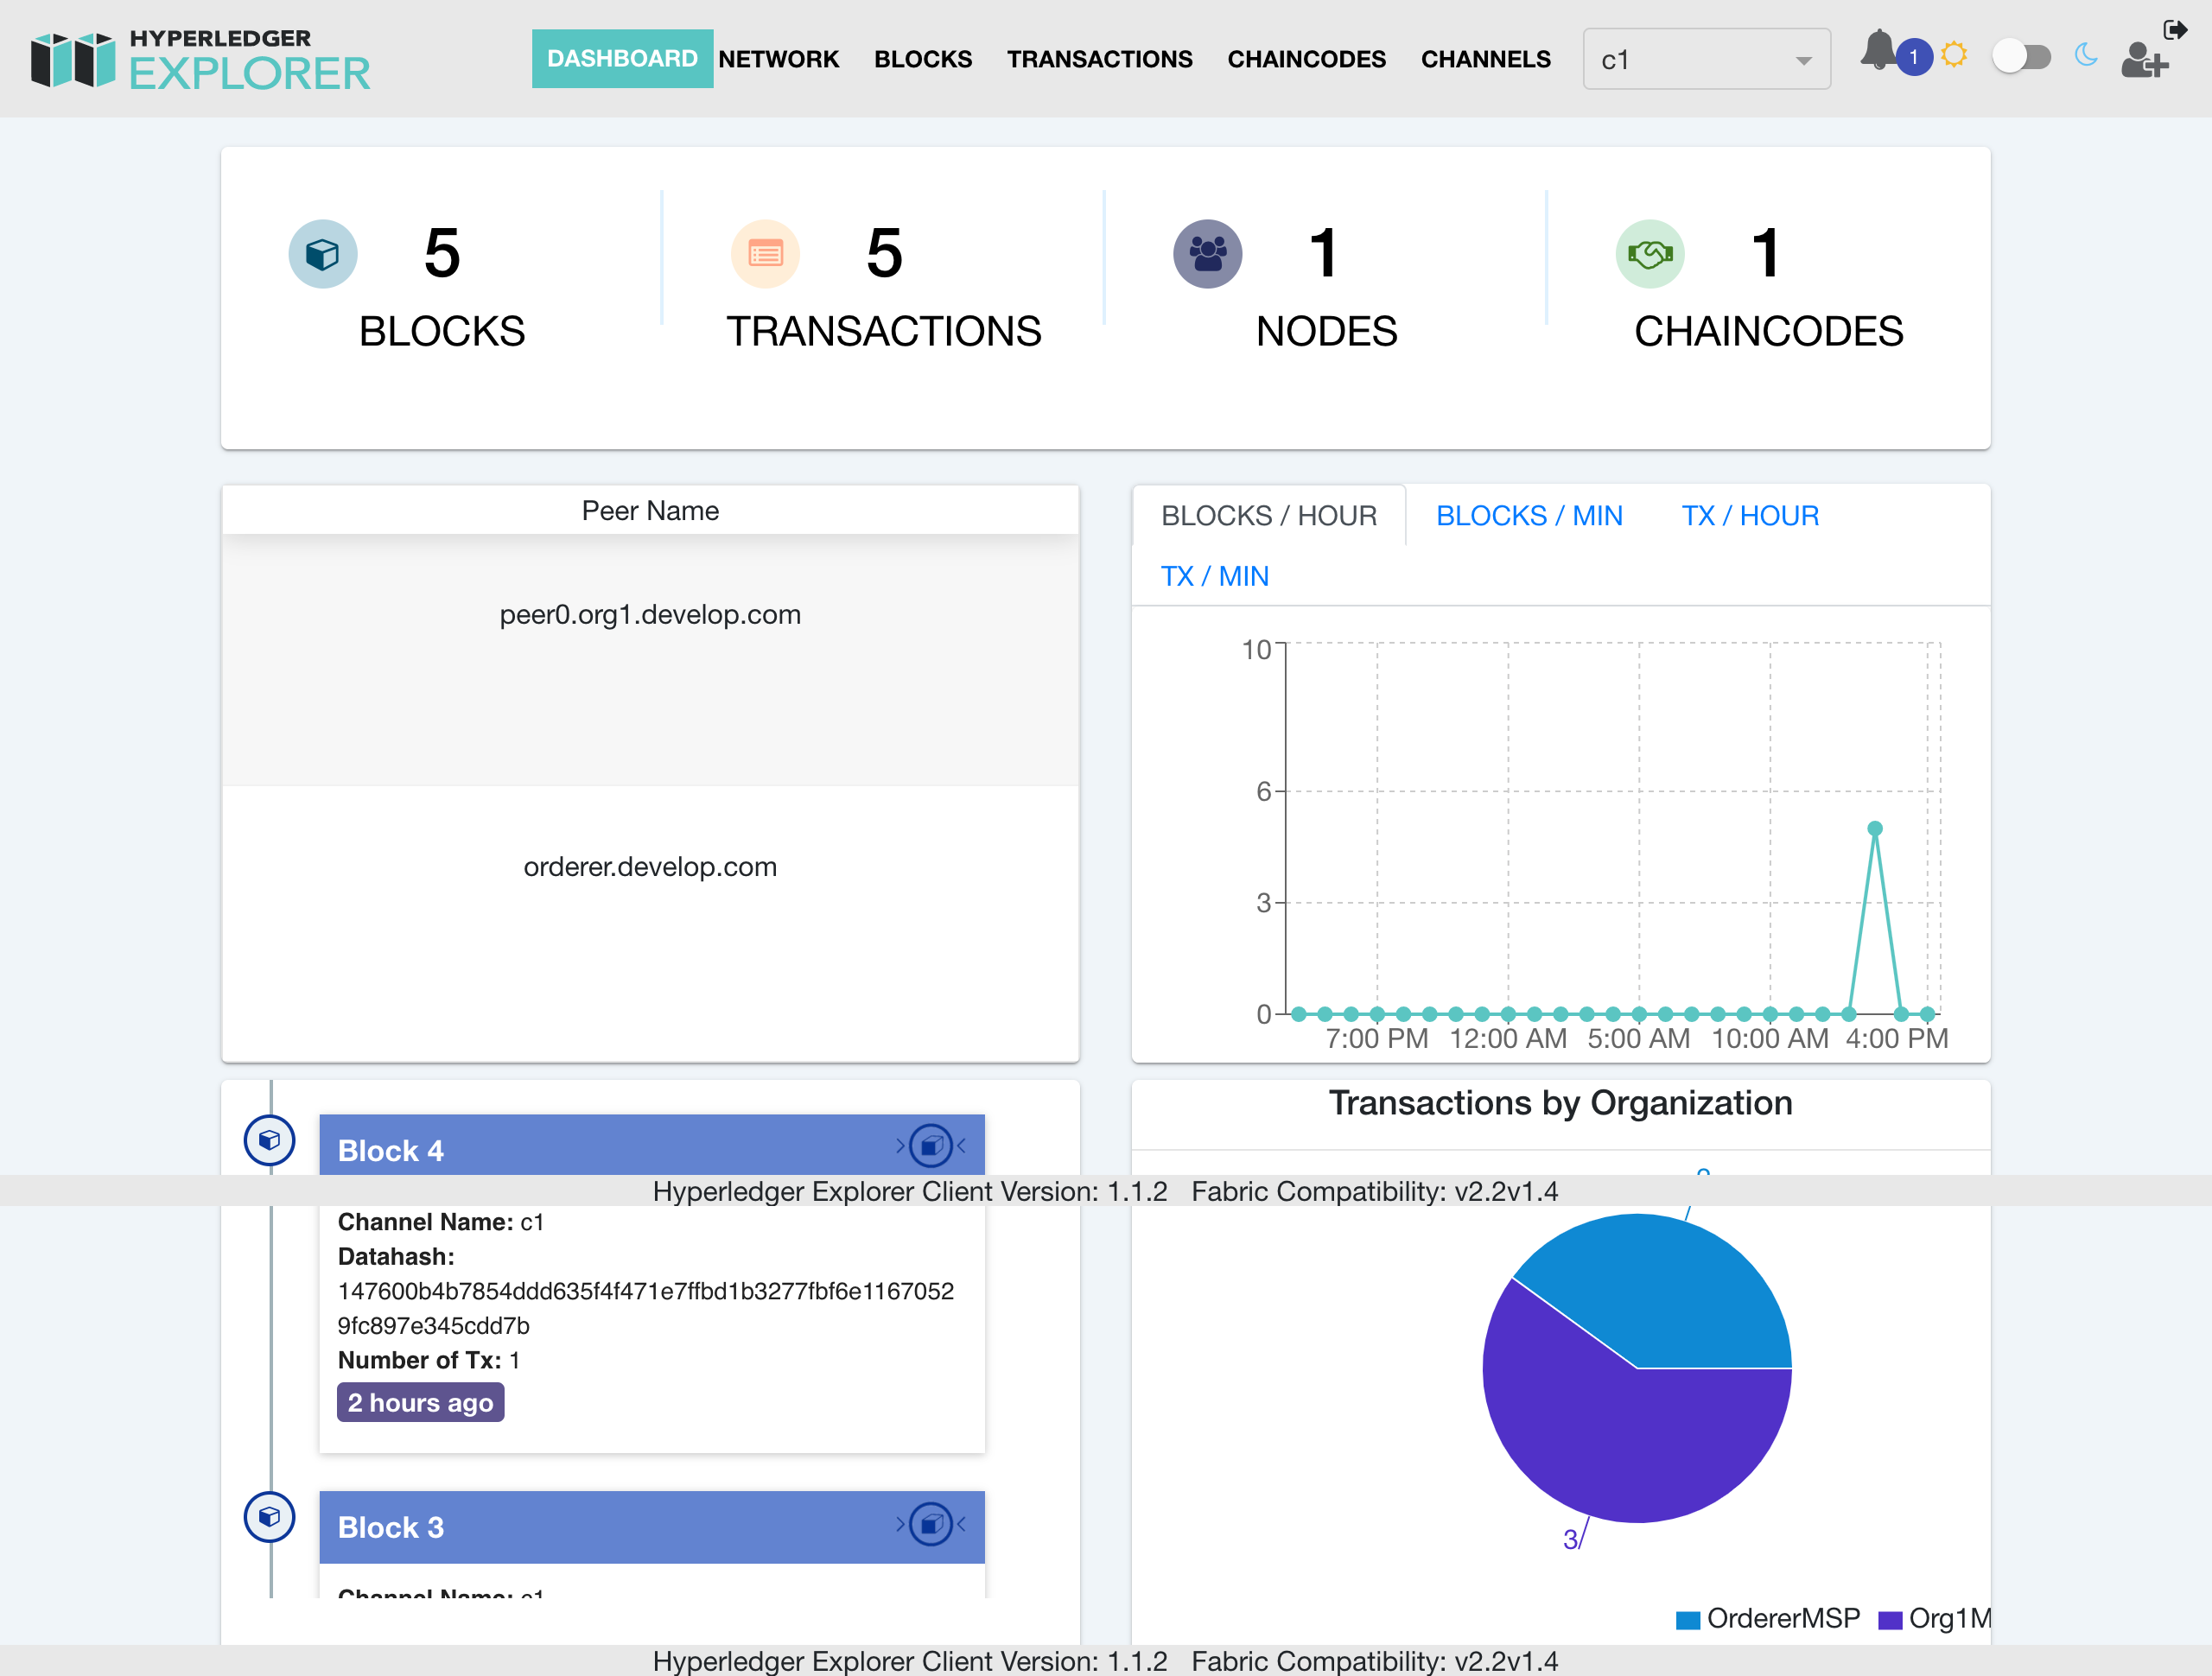 HYPERLEDGER
EXPLORER
DASHBOARD NETWORK BLOCKS TRANSACTIONS CHAINCODES CHANNELS c1 1
5 5 1 1
BLOCKS TRANSACTIONS NODES CHAINCODES
Peer Name
peer0.org1.develop.com
orderer.develop.com
BLOCKS / HOUR BLOCKS / MIN TX / HOUR
TX / MIN
10
6
3
0
7:00 PM 12:00 AM 5:00 AM 10:00 AM 4:00 PM
Block 4
Hyperledger Explorer Client Version: 1.1.2 Fabric Compatibility: v2.2v1.4
Channel Name: c1
Datahash:
147600b4b7854ddd635f4f471e7ffbd1b3277fbf6e1167052
9fc897e345cdd7b
Number of Tx: 1
2 hours ago
Block 3
Channel Name: c1
Transactions by Organization
3
OrdererMSP Org1M
Hyperledger Explorer Client Version: 1.1.2 Fabric Compatibility: v2.2v1.4